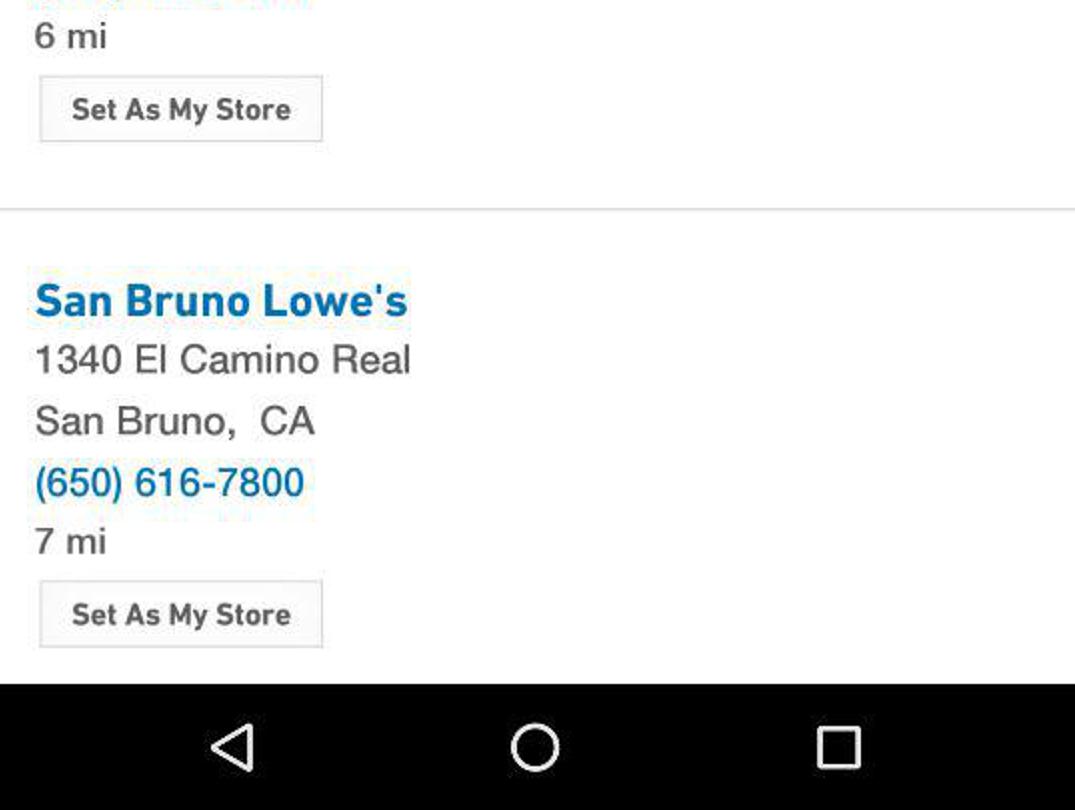 6 mi
Set As My Store
San Bruno Lowe's
1340 El Camino Real
San Bruno, CA
(650) 616-7800
7 mi
Set As My Store